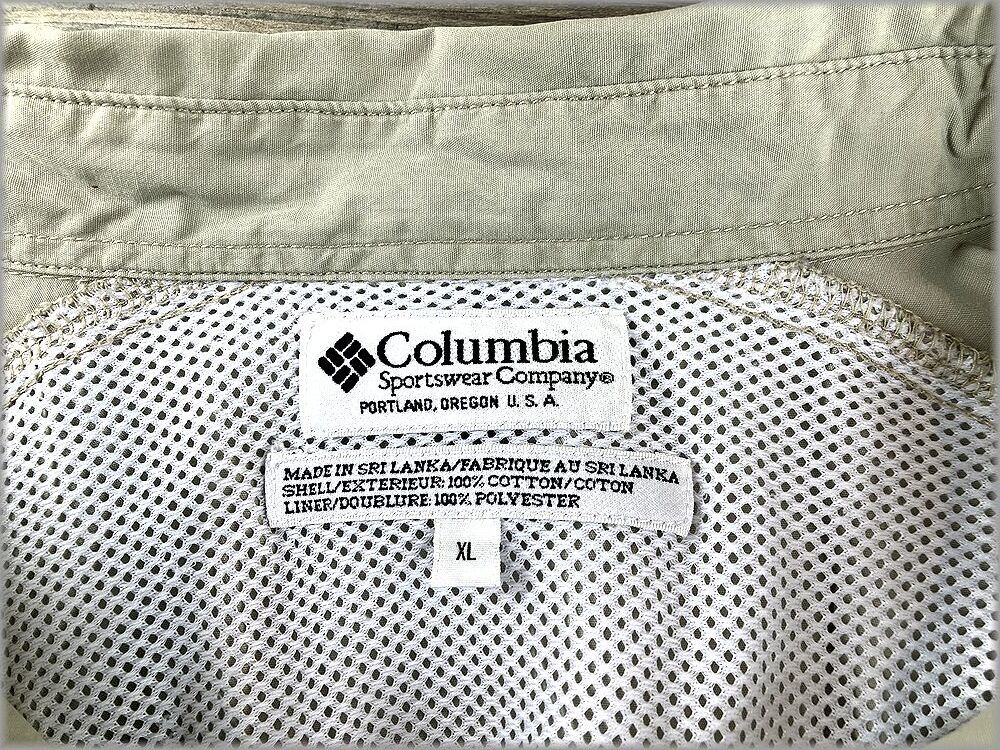 Columbia
Sportswear Company®
PORTLAND, OREGON U.S.A.
MADE IN SRI LANKA/FABRIQUE AU SRI LANKA
SHELL/EXTERIEUR: 100% COTTON/COTON
LINER/DOUBLURE: 100% POLYESTER
XL